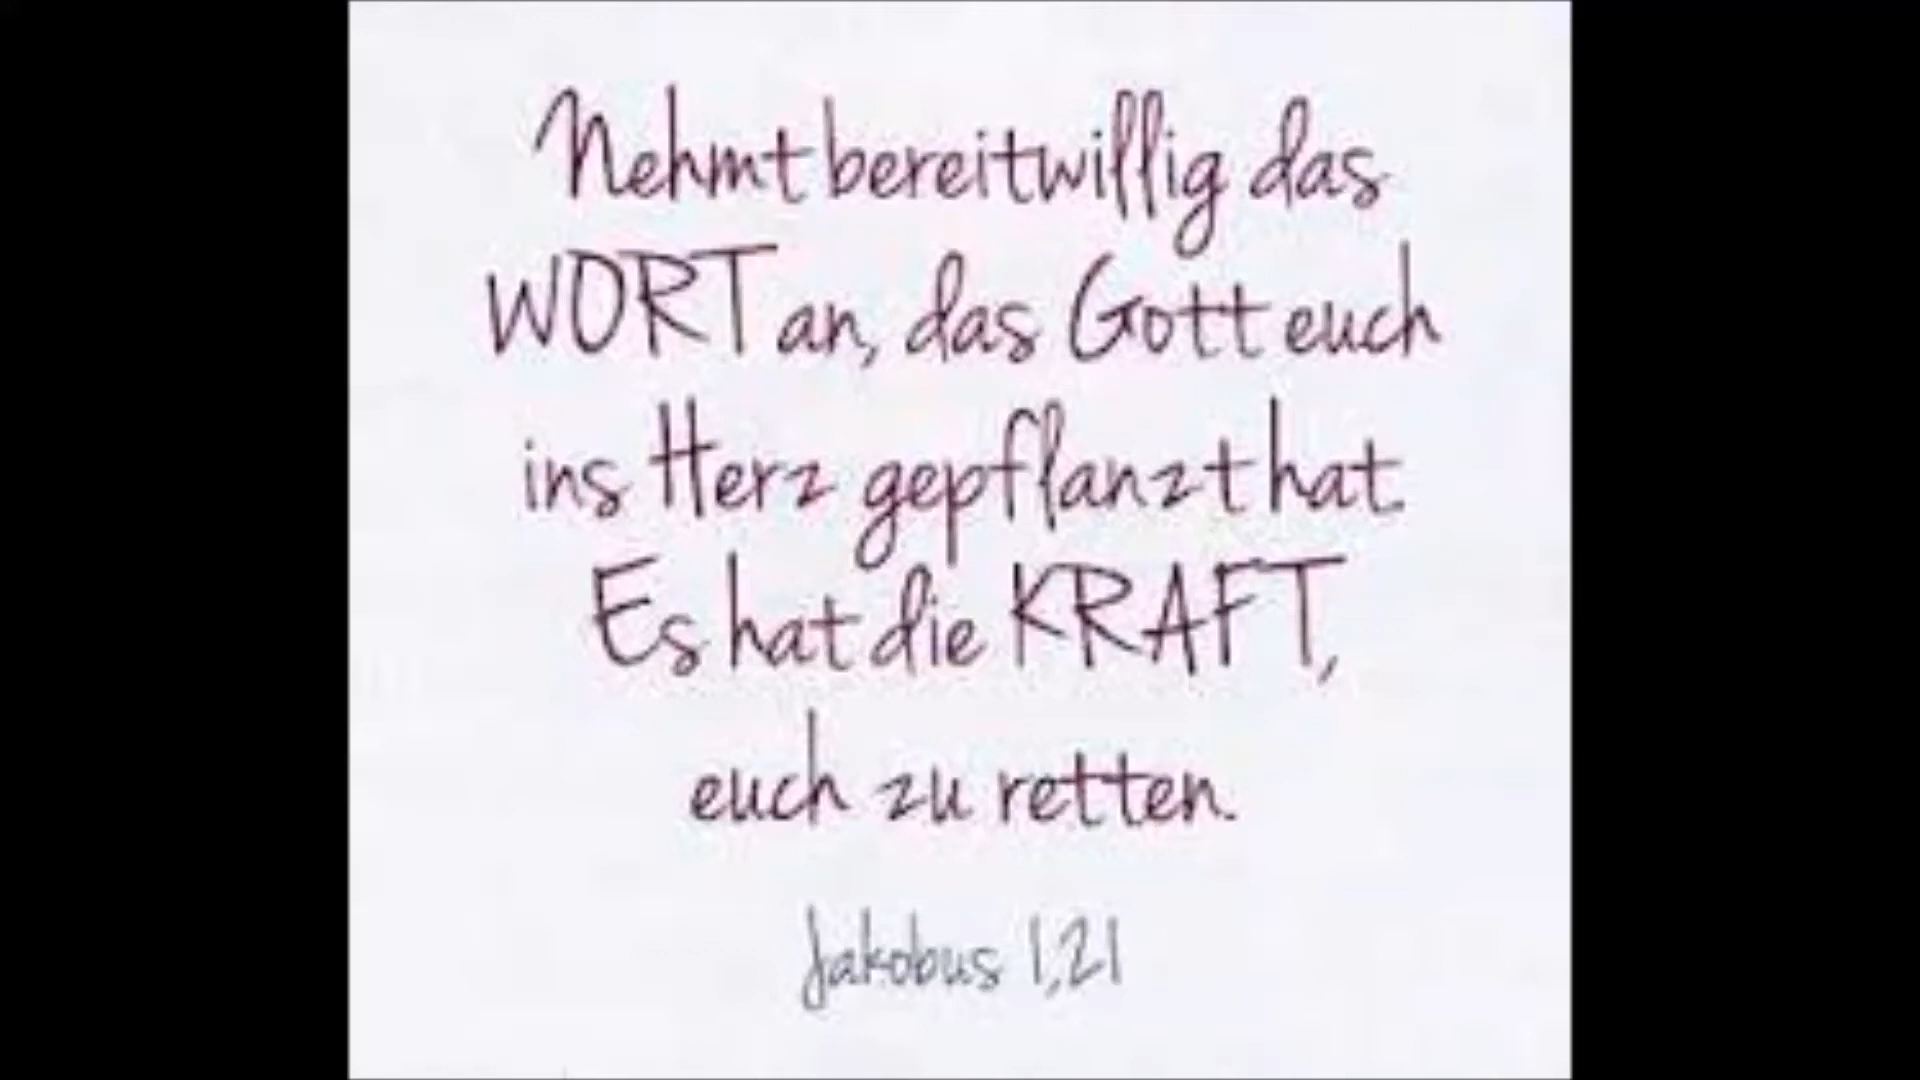 Nehmt bereitwillig das
WORT an, das Gott euch
ins Herz gepflanzt hat.
Es hat die KRAFT,
euch zu retten.
Jakobus 1,21